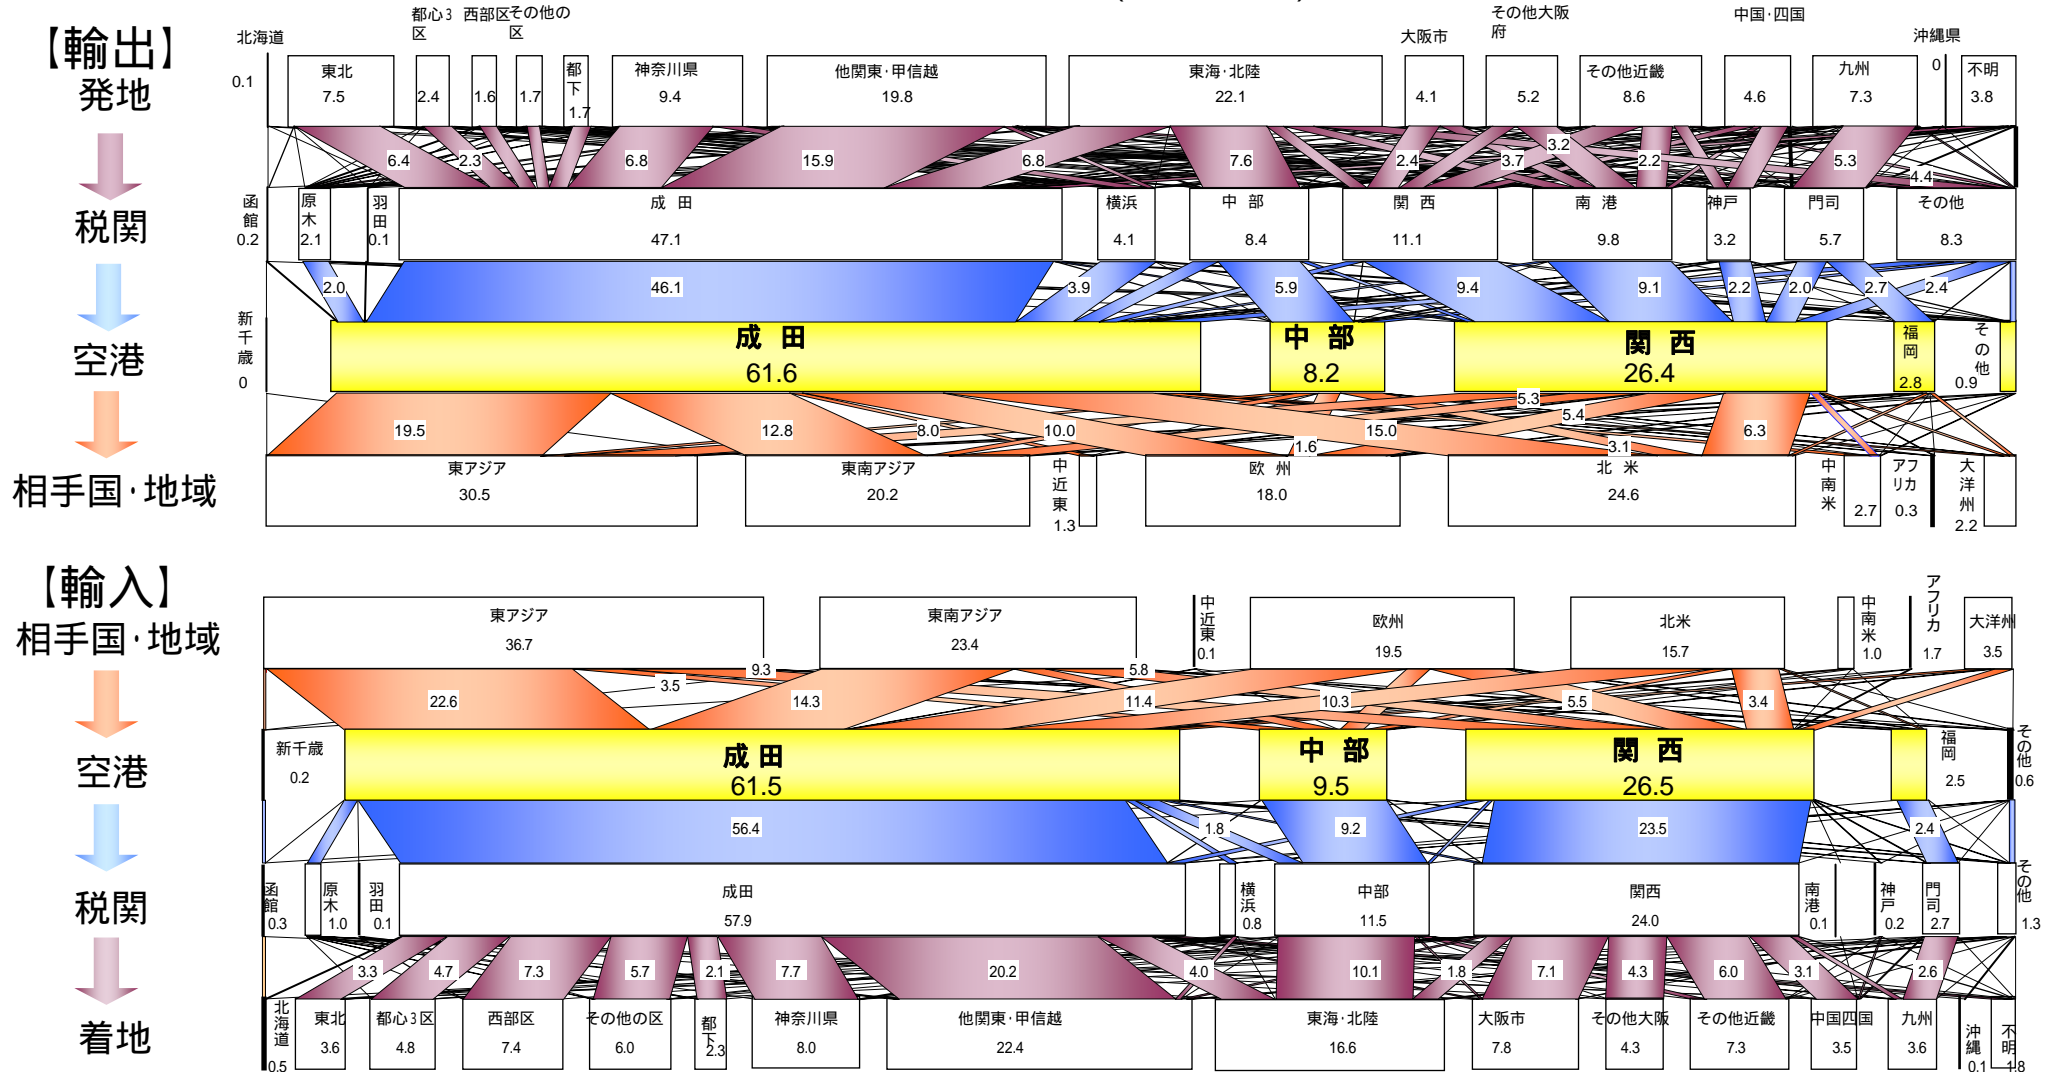 【輸出】
発地
税関
空港
相手国・地域
北海道
0.1
東北
7.5
都心3区
2.4
西部区
1.6
その他の区
1.7
都下
1.7
神奈川県
9.4
他関東・甲信越
19.8
東海・北陸
22.1
大阪市
4.1
その他大阪府
5.2
その他近畿
8.6
中国・四国
4.6
九州
7.3
沖縄県
0
不明
3.8
6.4
2.3
6.8
15.9
6.8
7.6
2.4
3.7
3.2
2.2
5.3
4.4
函館
0.2
原木
2.1
羽田
0.1
成田
47.1
横浜
4.1
中部
8.4
関西
11.1
南港
9.8
神戸
3.2
門司
5.7
その他
8.3
2.0
46.1
3.9
5.9
9.4
9.1
2.2
2.0
2.7
2.4
新千歳
0
成田
61.6
中部
8.2
関西
26.4
福岡
2.8
その他
0.9
19.5
12.8
8.0
10.0
1.6
15.0
5.3
5.4
3.1
6.3
東アジア
30.5
東南アジア
20.2
中近東
1.3
欧州
18.0
北米
24.6
中南米
2.7
アフリカ
0.3
大洋州
2.2
【輸入】
相手国・地域
空港
税関
着地
東アジア
36.7
東南アジア
23.4
中近東
0.1
欧州
19.5
北米
15.7
中南米
1.0
アフリカ
1.7
大洋州
3.5
22.6
3.5
9.3
14.3
5.8
11.4
10.3
5.5
3.4
新千歳
0.2
成田
61.5
中部
9.5
関西
26.5
福岡
2.5
その他
0.6
56.4
1.8
9.2
23.5
2.4
函館
0.3
原木
1.0
羽田
0.1
成田
57.9
横浜
0.8
中部
11.5
関西
24.0
南港
0.1
神戸
0.2
門司
2.7
その他
1.3
3.3
4.7
7.3
5.7
2.1
7.7
20.2
4.0
10.1
1.8
7.1
4.3
6.0
3.1
2.6
北海道
0.5
東北
3.6
都心3区
4.8
西部区
7.4
その他の区
6.0
都下
2.3
神奈川県
8.0
他関東・甲信越
22.4
東海・北陸
16.6
大阪市
7.8
その他大阪
4.3
その他近畿
7.3
中国四国
3.5
九州
3.6
沖縄
0.1
不明
1.8